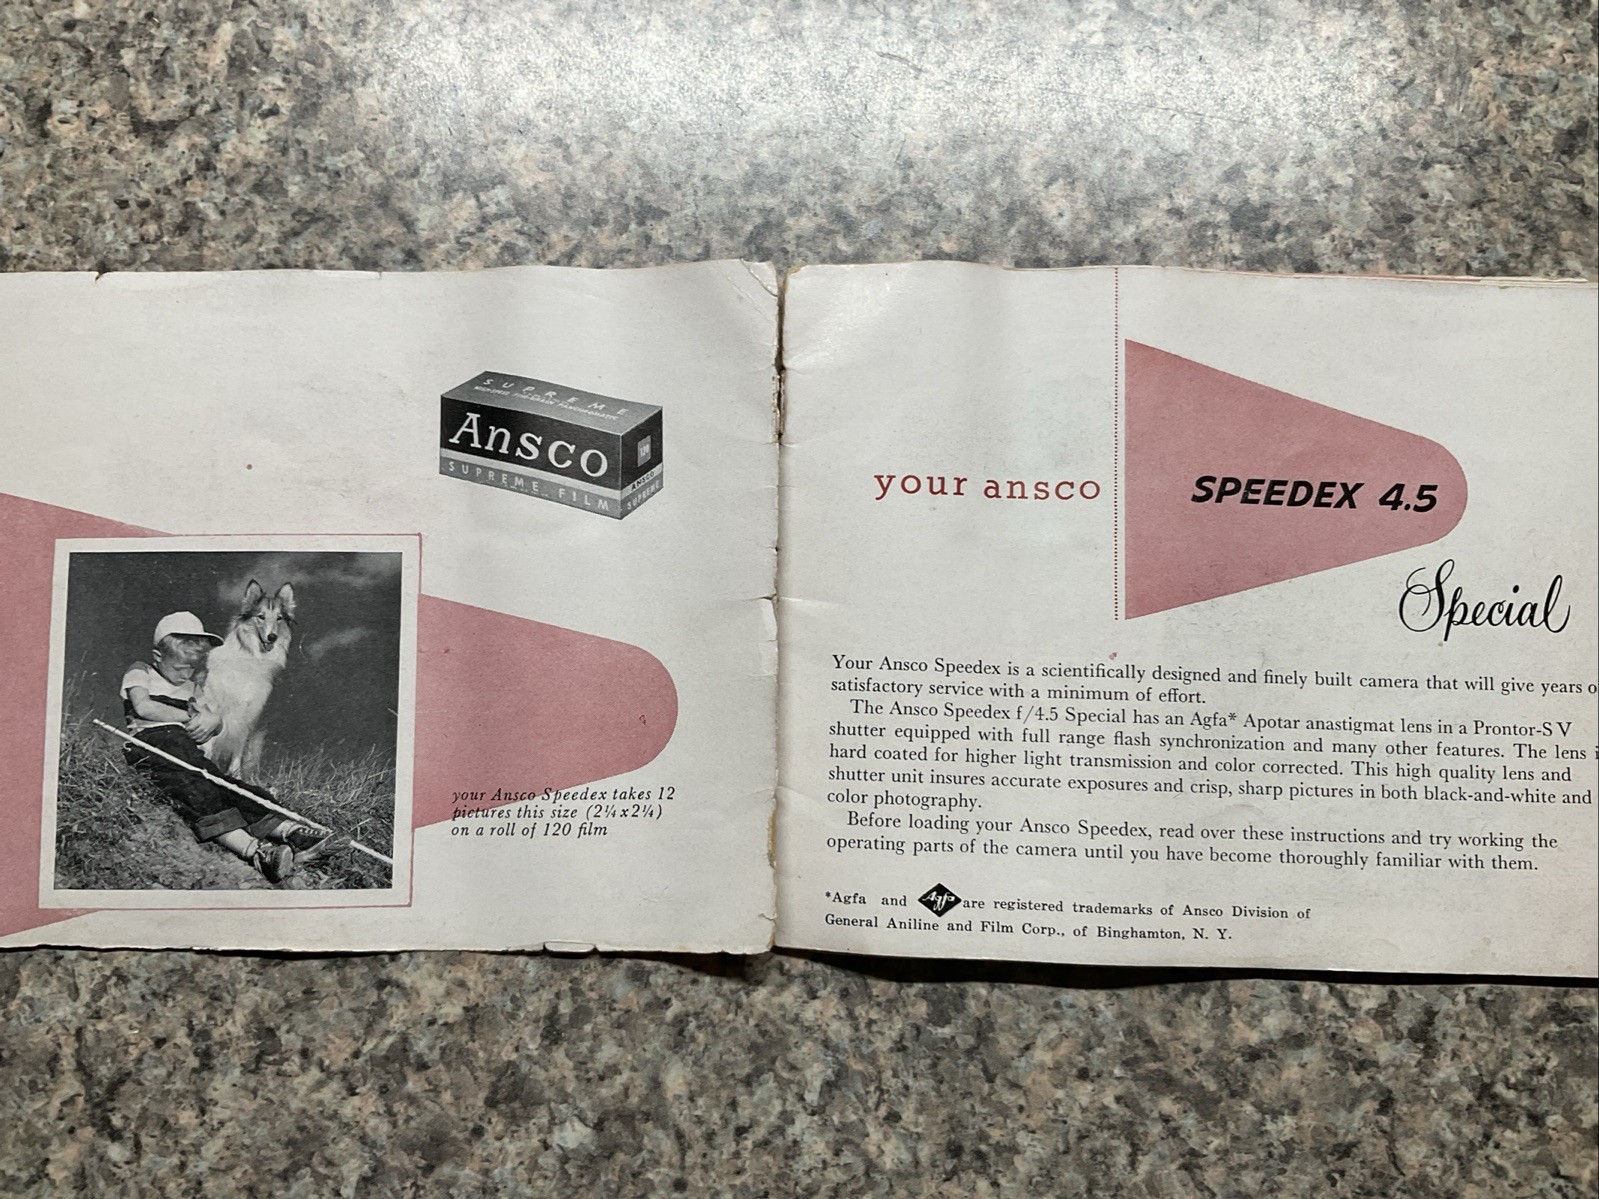 SUPREME
Ansco
SUPREME FILM
120
ANSCO
SUPREME
your Ansco Speedex takes 12
pictures this size (2¼x2¼)
on a roll of 120 film
your ansco
SPEEDEX 4.5
Special
Your Ansco Speedex is a scientifically designed and finely built camera that will give years o
satisfactory service with a minimum of effort.
The Ansco Speedex f/4.5 Special has an Agfa* Apotar anastigmat lens in a Prontor-SV
shutter equipped with full range flash synchronization and many other features. The lens i
hard coated for higher light transmission and color corrected. This high quality lens and
shutter unit insures accurate exposures and crisp, sharp pictures in both black-and-white and
color photography.
Before loading your Ansco Speedex, read over these instructions and try working the
operating parts of the camera until you have become thoroughly familiar with them.
*Agfa and Agfa are registered trademarks of Ansco Division of
General Aniline and Film Corp., of Binghamton, N. Y.